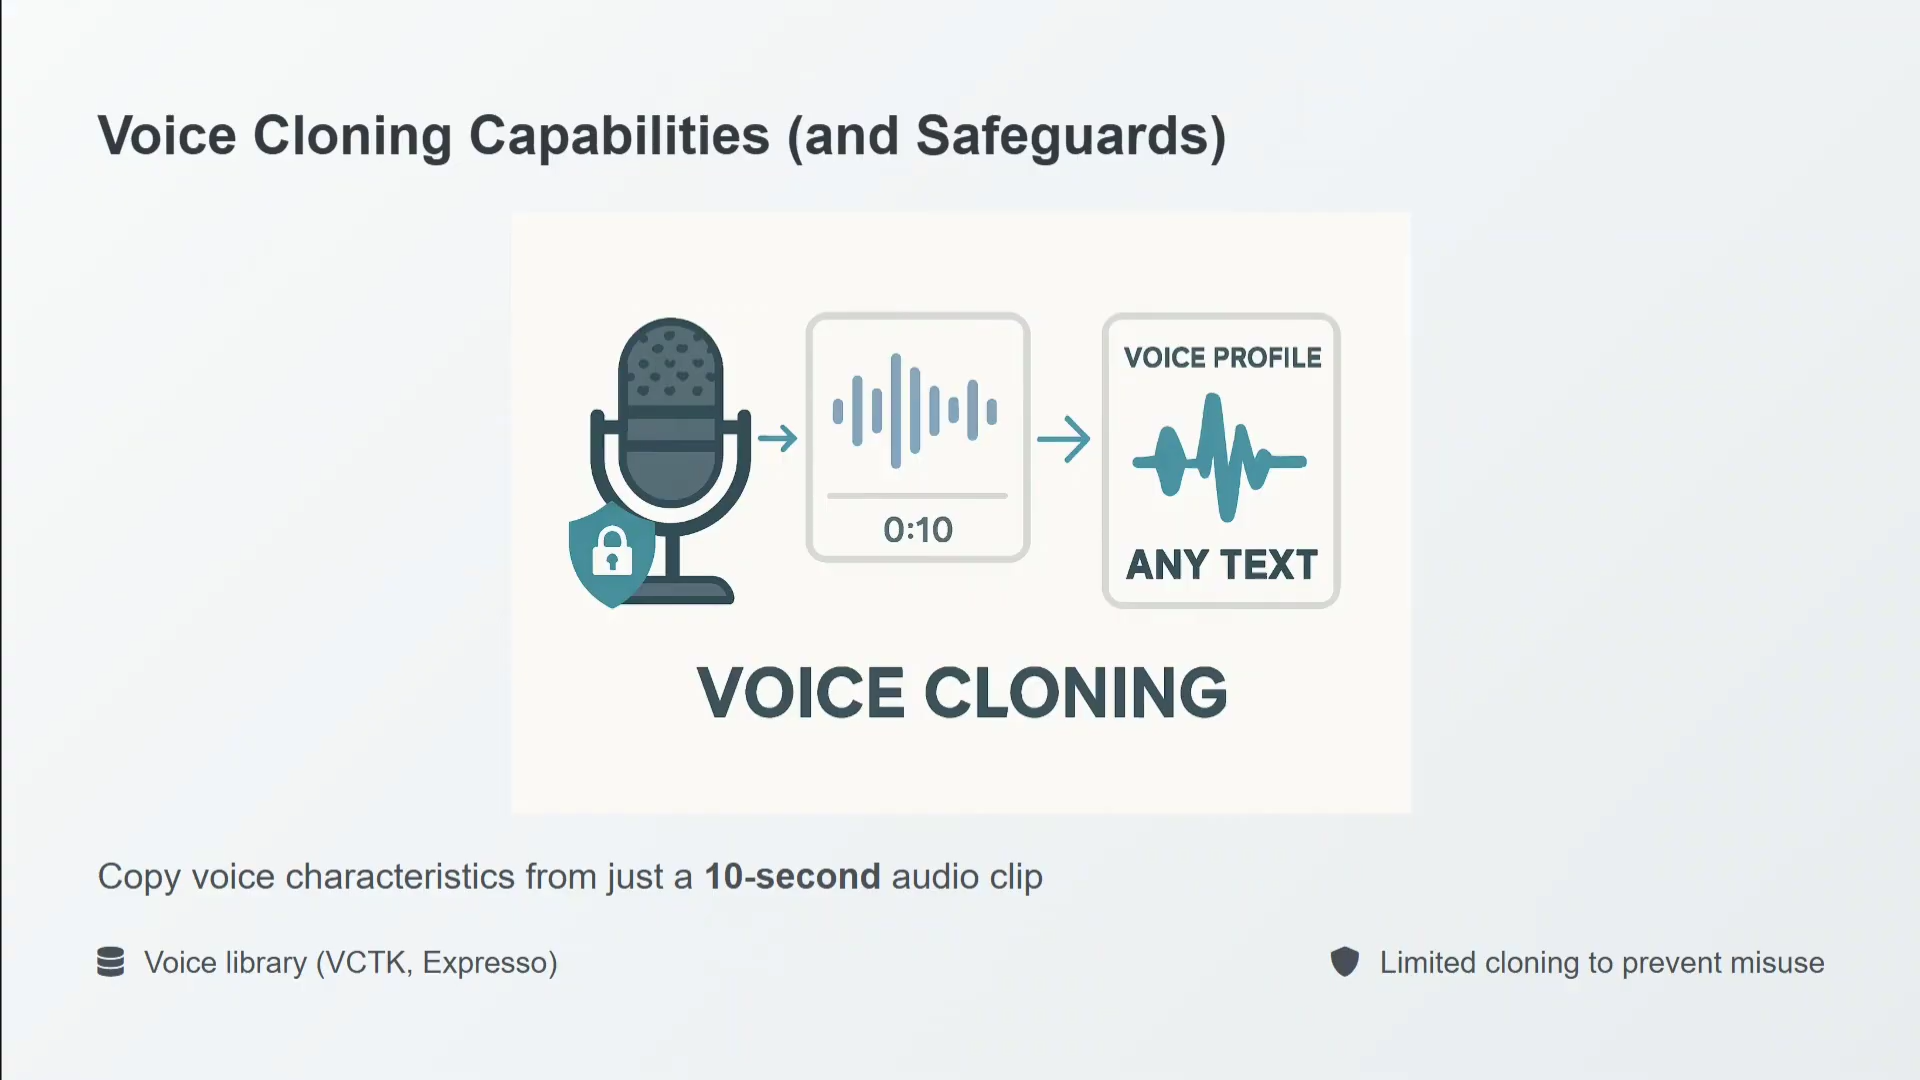 Voice Cloning Capabilities (and Safeguards)
0:10
VOICE PROFILE
ANY TEXT
VOICE CLONING
Copy voice characteristics from just a 10-second audio clip
Voice library (VCTK, Expresso)
Limited cloning to prevent misuse